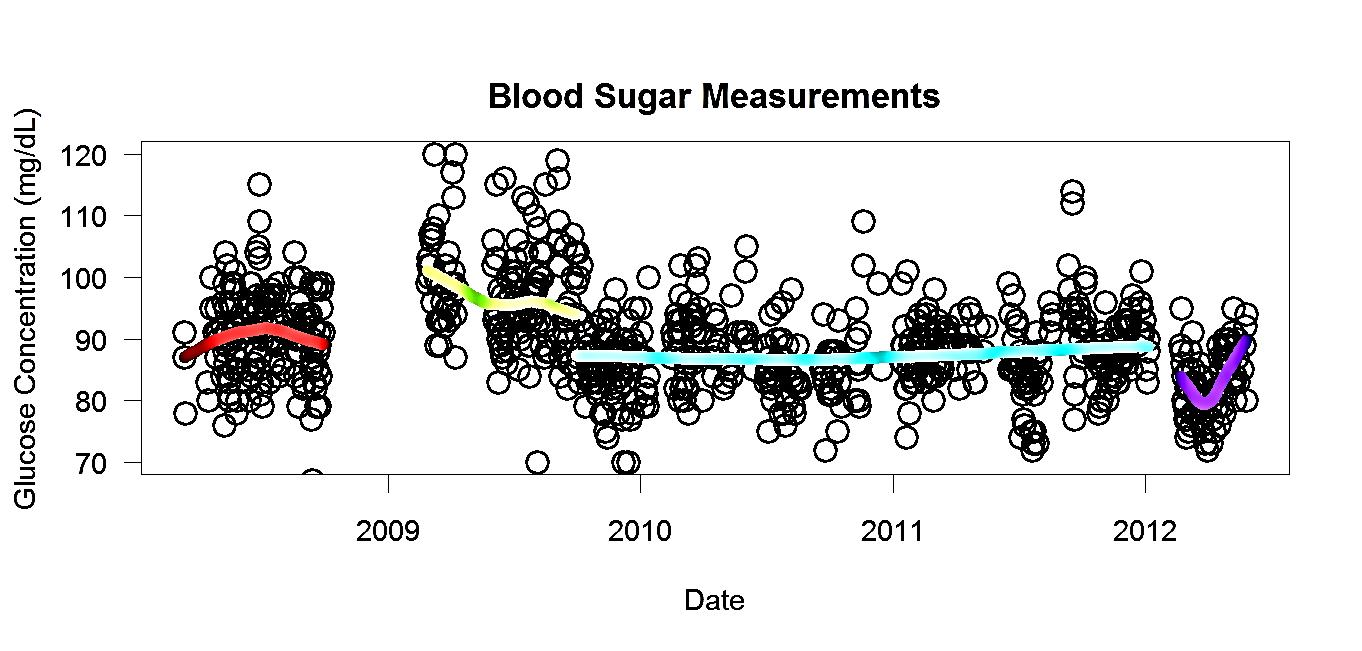 Blood Sugar Measurements
Glucose Concentration (mg/dL)
120
110
100
90
80
70
2009 2010 2011 2012
Date